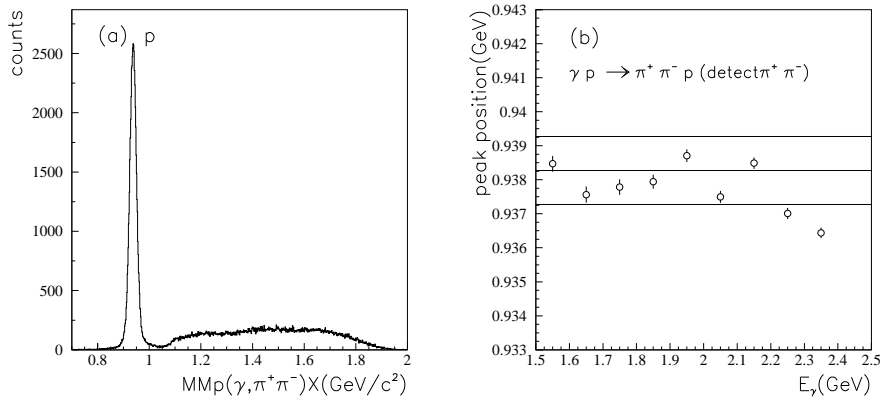 (a) p
counts
2500
2000
1500
1000
500
0
0.8 1 1.2 1.4 1.6 1.8 2
MMp(γ,π⁺π⁻)X(GeV/c²)
(b)
γ p → π⁺ π⁻ p (detectπ⁺ π⁻)
peak position(GeV)
0.943
0.942
0.941
0.94
0.939
0.938
0.937
0.936
0.935
0.934
0.933
1.5 1.6 1.7 1.8 1.9 2 2.1 2.2 2.3 2.4 2.5
Eγ(GeV)